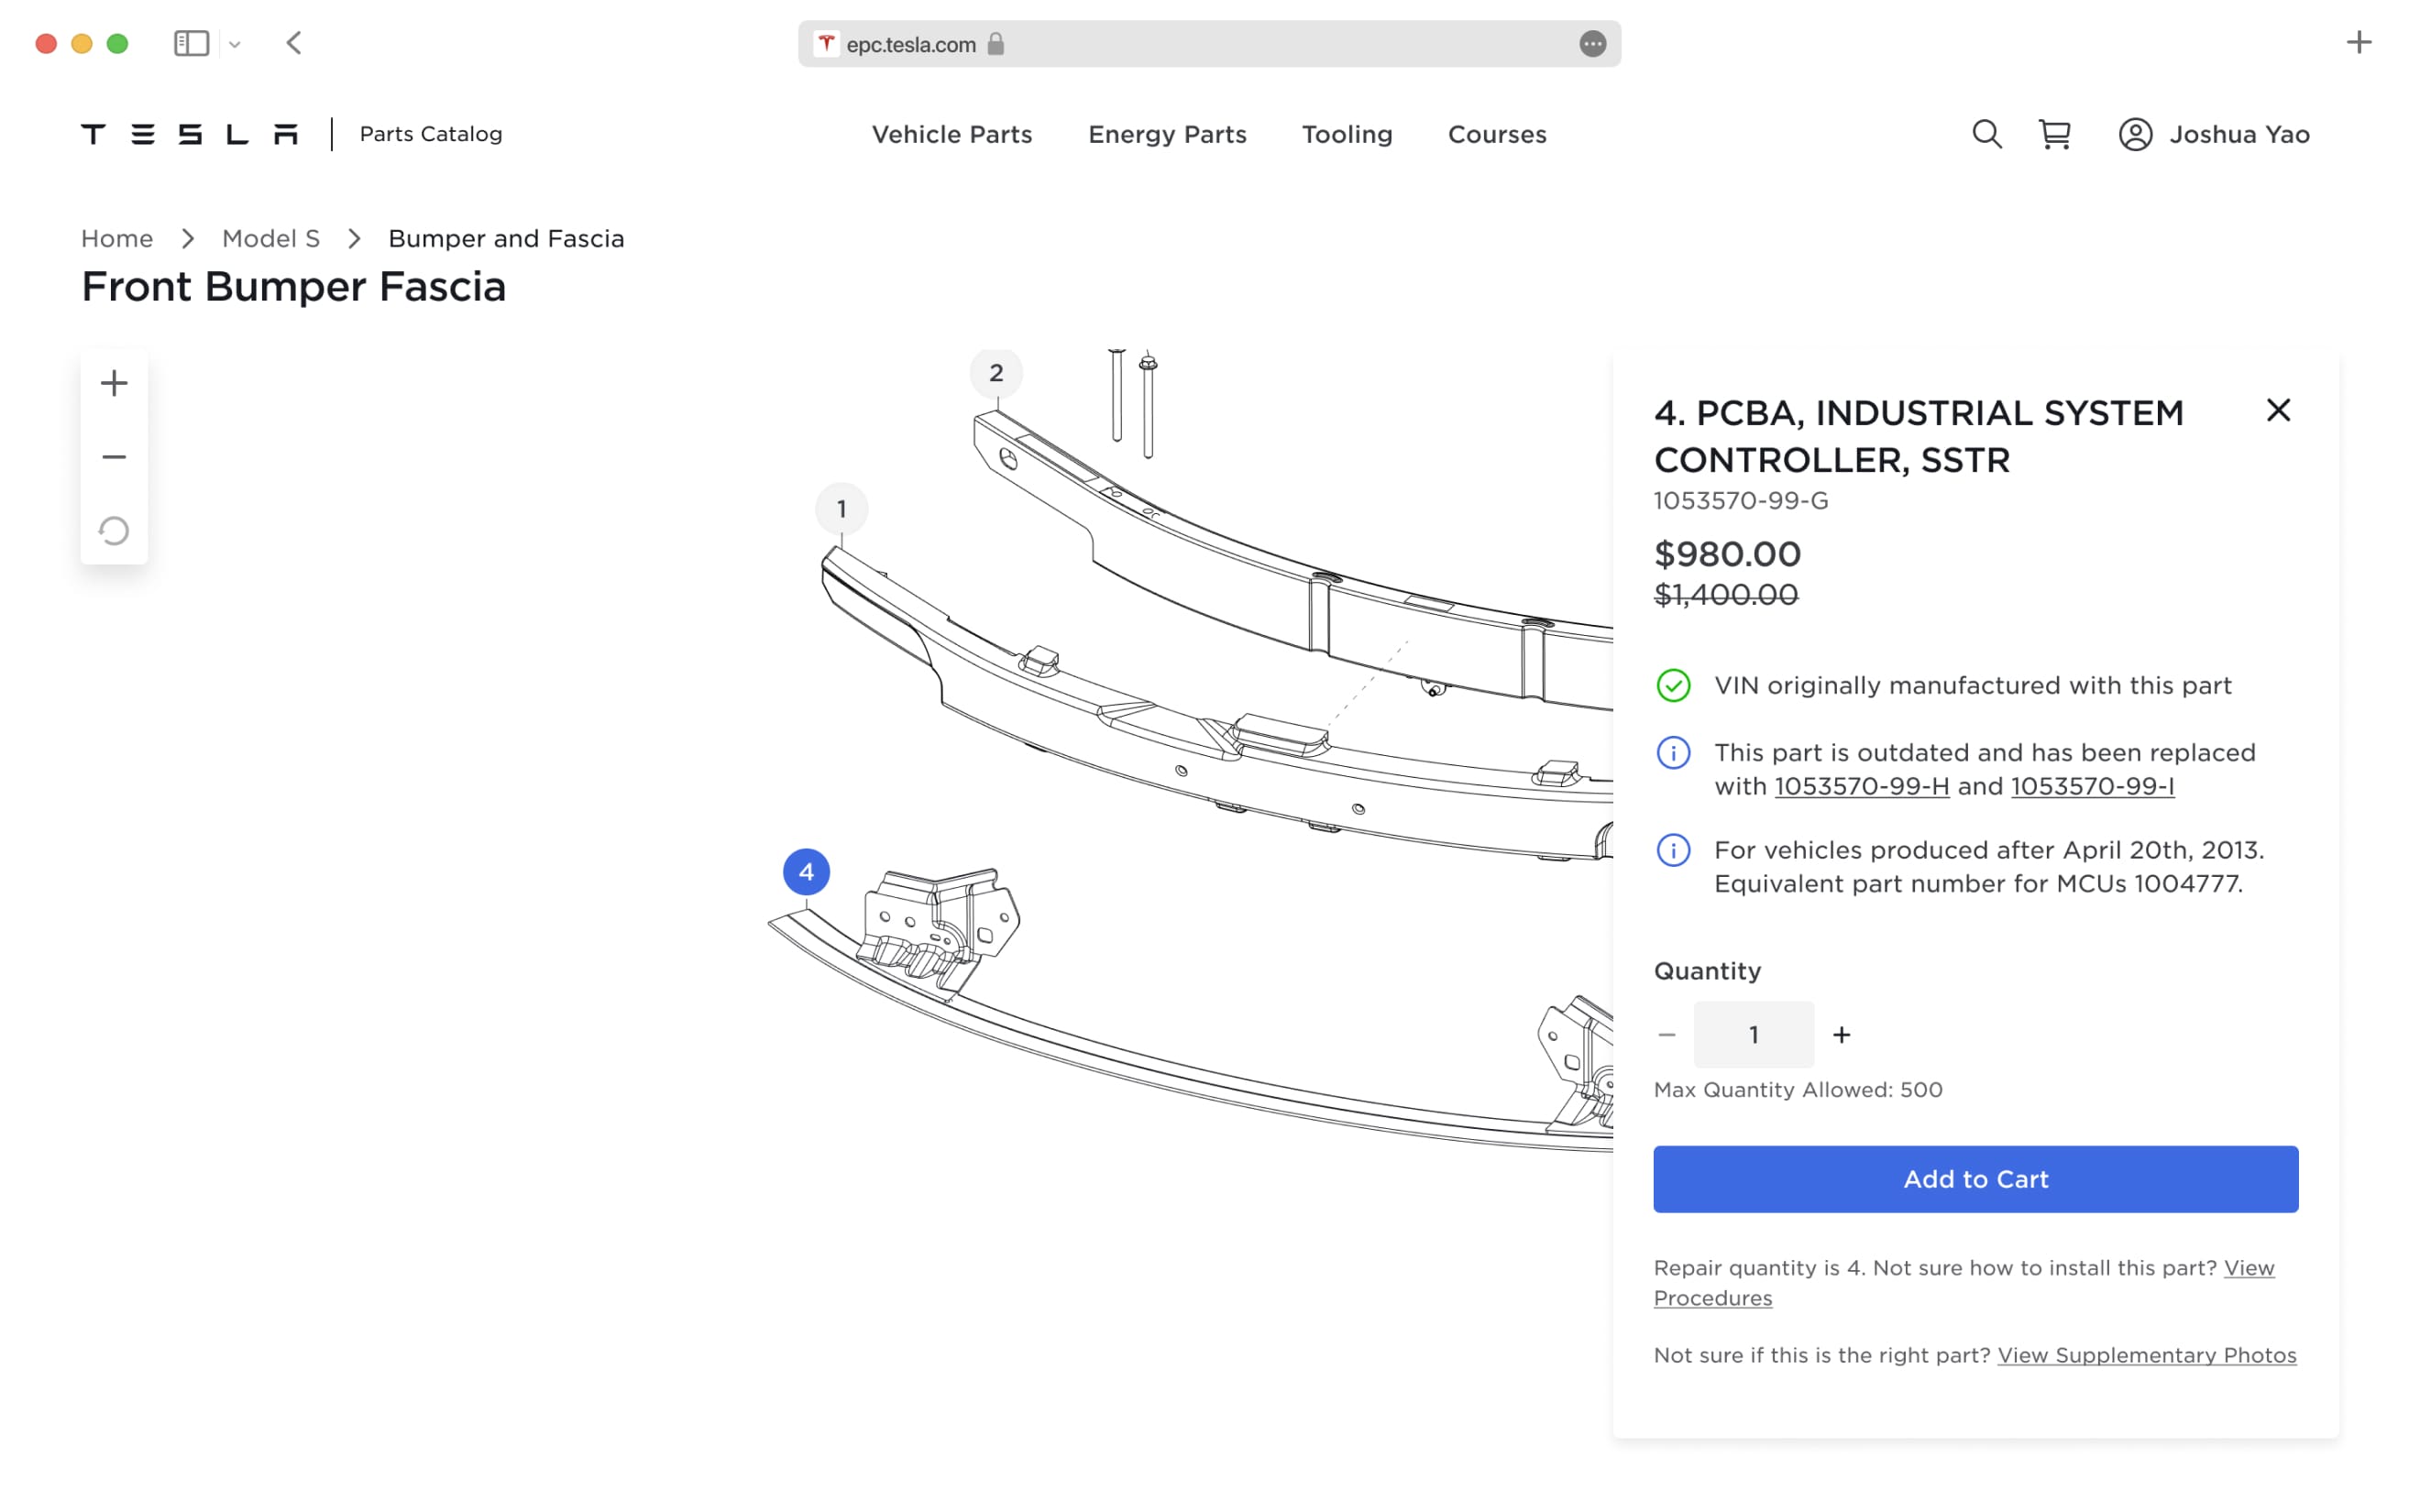 epc.tesla.com
TESLA | Parts Catalog
Vehicle Parts
Energy Parts
Tooling
Courses
Joshua Yao
Home > Model S > Bumper and Fascia
Front Bumper Fascia
2
1
4
4. PCBA, INDUSTRIAL SYSTEM
CONTROLLER, SSTR
1053570-99-G
$980.00
$1,400.00
VIN originally manufactured with this part
This part is outdated and has been replaced
with 1053570-99-H and 1053570-99-I
For vehicles produced after April 20th, 2013.
Equivalent part number for MCUs 1004777.
Quantity
− 1 +
Max Quantity Allowed: 500
Add to Cart
Repair quantity is 4. Not sure how to install this part? View
Procedures
Not sure if this is the right part? View Supplementary Photos